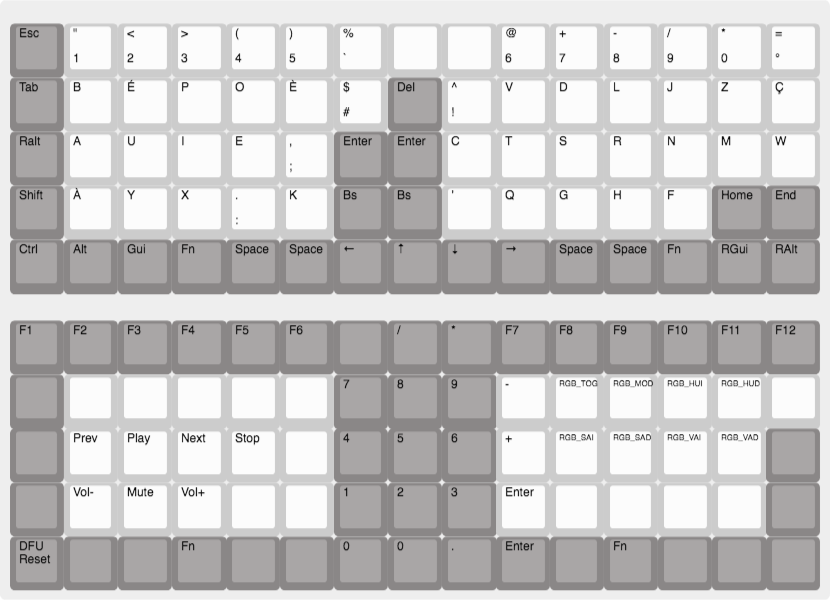 Esc " < > ( ) % @ + - / * =
1 2 3 4 5 ` 6 7 8 9 0 °
Tab B É P O È $ Del ^ V D L J Z Ç
# !
Ralt A U I E , Enter Enter C T S R N M W
;
Shift À Y X . K Bs Bs ' Q G H F Home End
:
Ctrl Alt Gui Fn Space Space ← ↑ ↓ → Space Space Fn RGui RAlt
F1 F2 F3 F4 F5 F6 / * F7 F8 F9 F10 F11 F12
7 8 9 - RGB_TOG RGB_MOD RGB_HUI RGB_HUD
Prev Play Next Stop 4 5 6 + RGB_SAI RGB_SAD RGB_VAI RGB_VAD
Vol- Mute Vol+ 1 2 3 Enter
DFU Fn 0 0 . Enter Fn
Reset